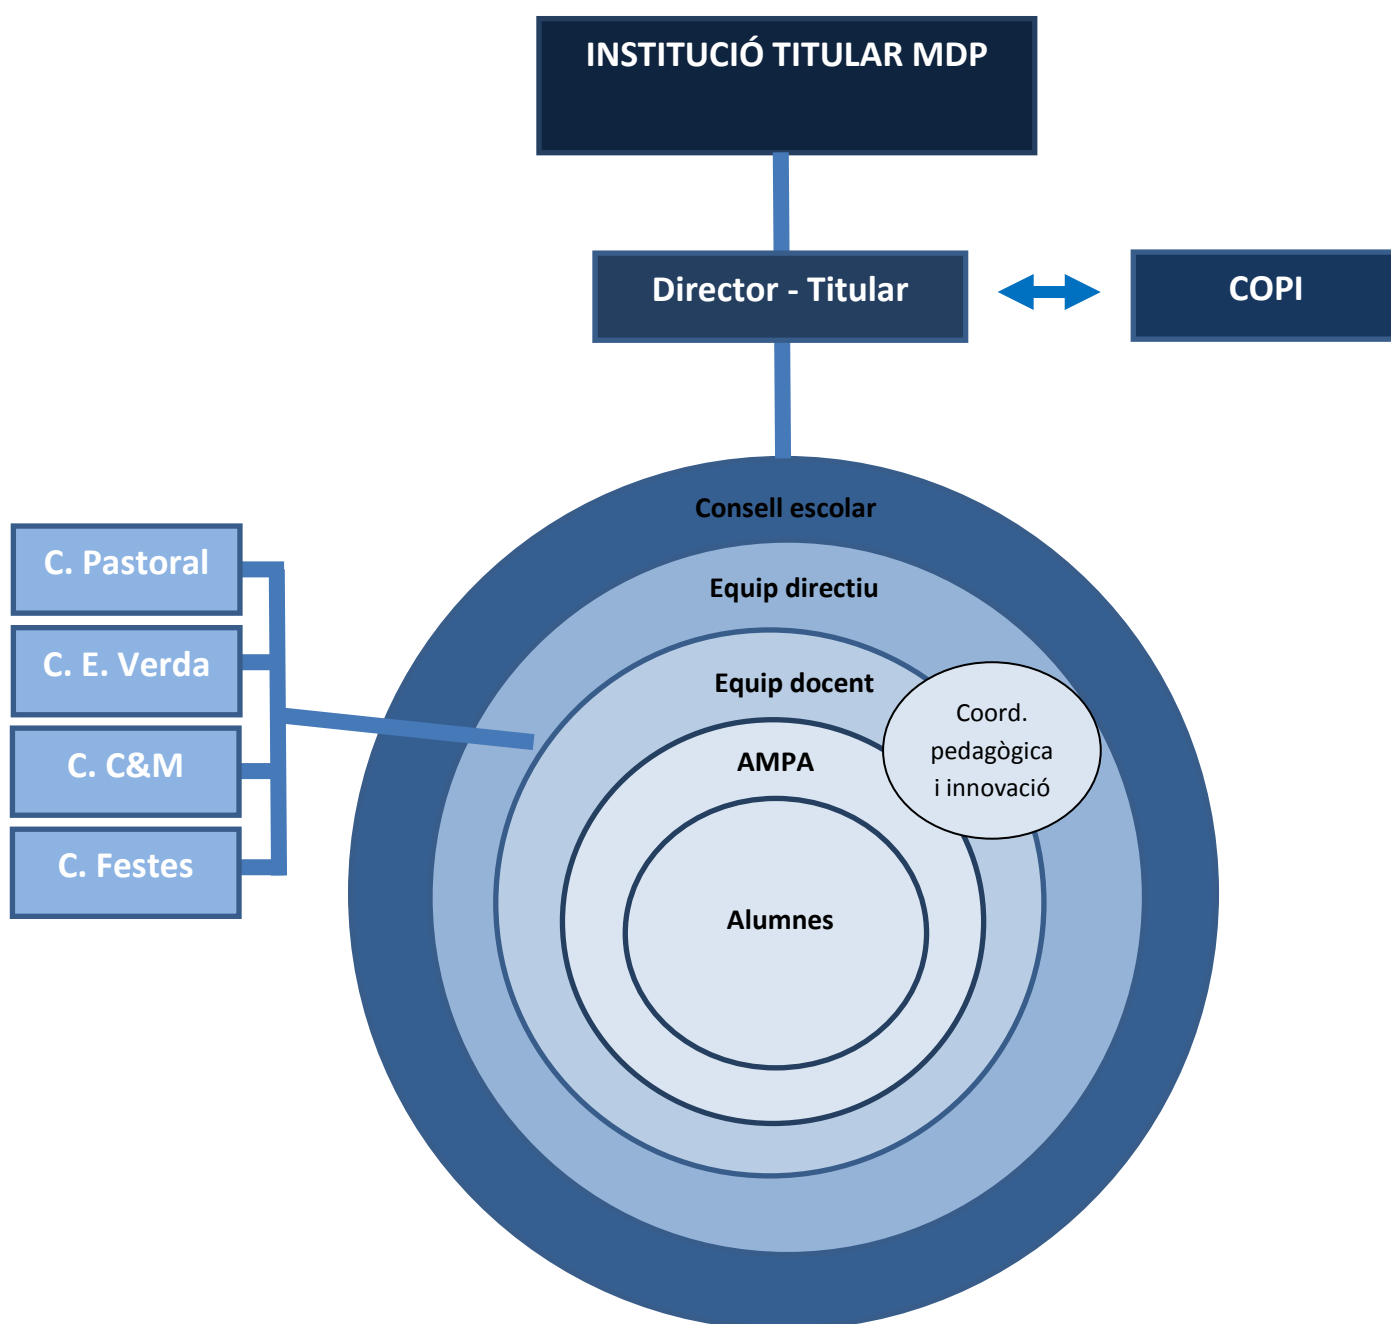 INSTITUCIÓ TITULAR MDP
Director - Titular
COPI
Consell escolar
Equip directiu
Equip docent
AMPA
Alumnes
Coord.
pedagògica
i innovació
C. Pastoral
C. E. Verda
C. C&M
C. Festes